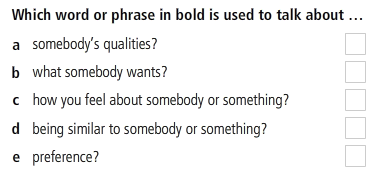 Which word or phrase in bold is used to talk about ...
a somebody's qualities?
b what somebody wants?
c how you feel about somebody or something?
d being similar to somebody or something?
e preference?